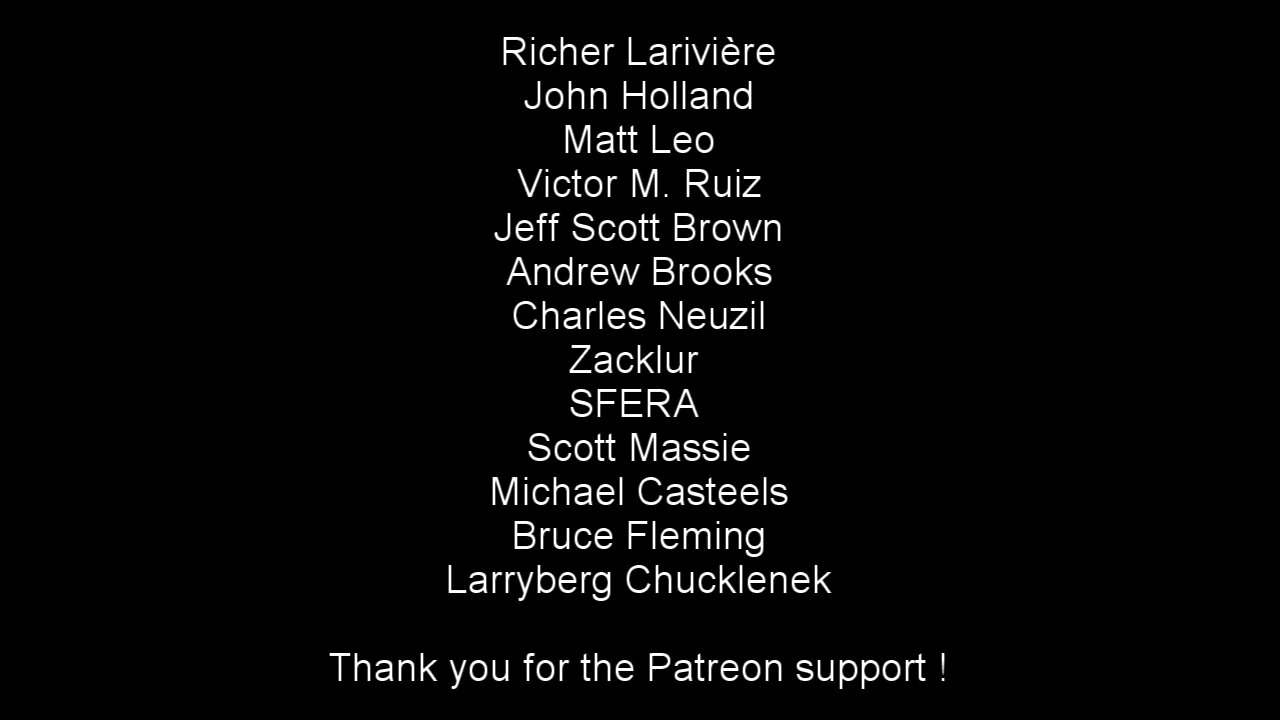 Richer Larivière
John Holland
Matt Leo
Victor M. Ruiz
Jeff Scott Brown
Andrew Brooks
Charles Neuzil
Zacklur
SFERA
Scott Massie
Michael Casteels
Bruce Fleming
Larryberg Chucklenek
Thank you for the Patreon support !